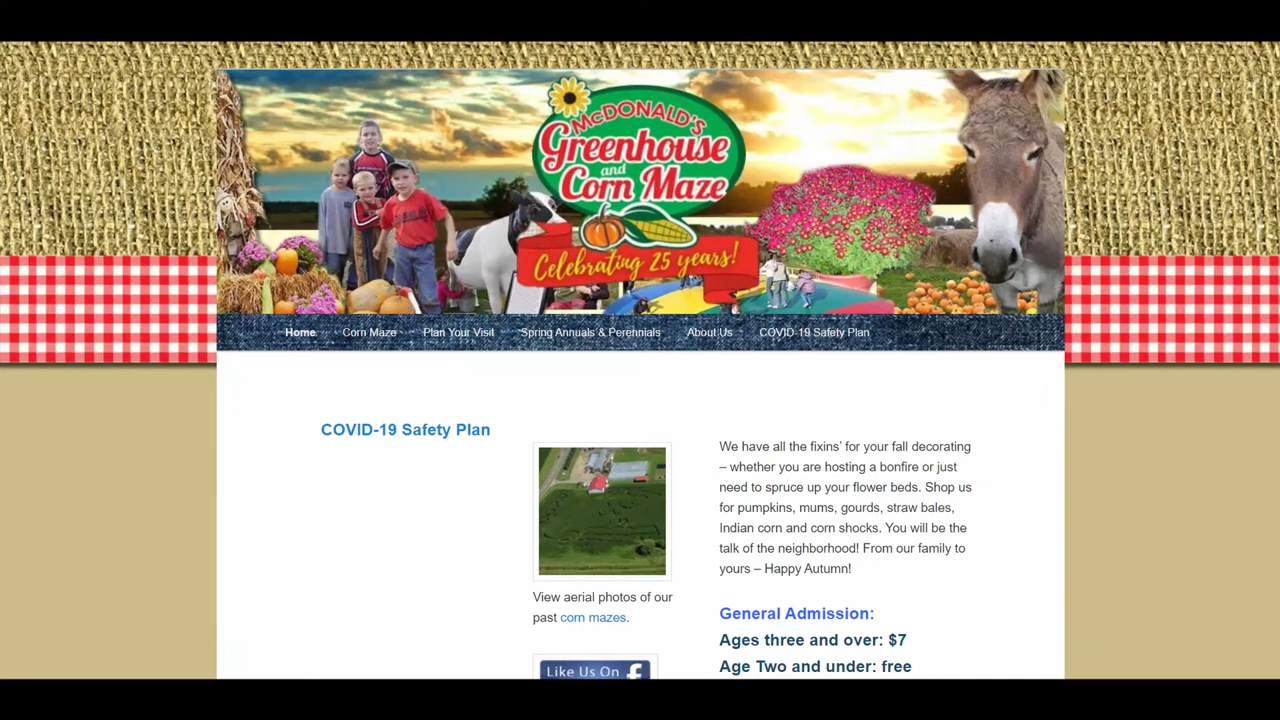 McDONALD'S
Greenhouse
and
Corn Maze
Celebrating 25 years!
Home
Corn Maze
Plan Your Visit
Spring Annuals & Perennials
About Us
COVID-19 Safety Plan
COVID-19 Safety Plan
View aerial photos of our
past corn mazes.
Like Us On f
We have all the fixins’ for your fall decorating
– whether you are hosting a bonfire or just
need to spruce up your flower beds. Shop us
for pumpkins, mums, gourds, straw bales,
Indian corn and corn shocks. You will be the
talk of the neighborhood! From our family to
yours – Happy Autumn!
General Admission:
Ages three and over: $7
Age Two and under: free